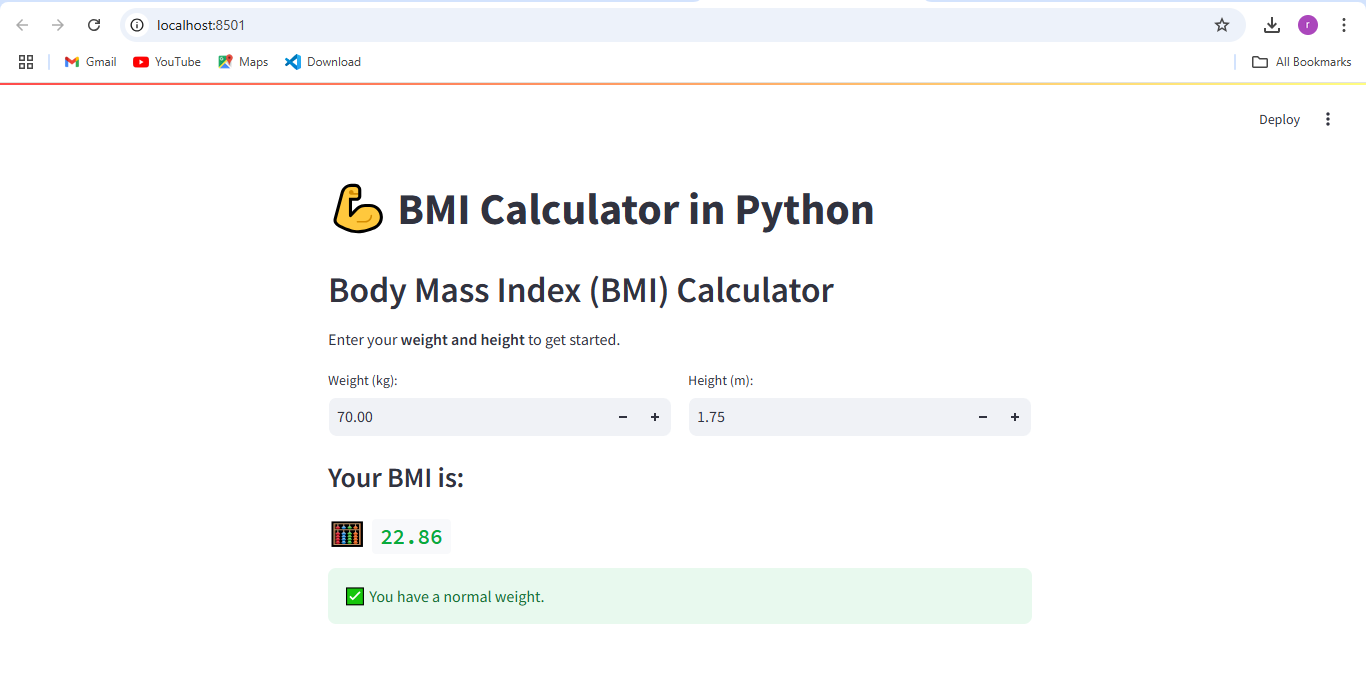 localhost:8501
r
Gmail YouTube Maps Download All Bookmarks
Deploy
BMI Calculator in Python
Body Mass Index (BMI) Calculator
Enter your weight and height to get started.
Weight (kg): Height (m):
70.00 1.75
Your BMI is:
22.86
You have a normal weight.